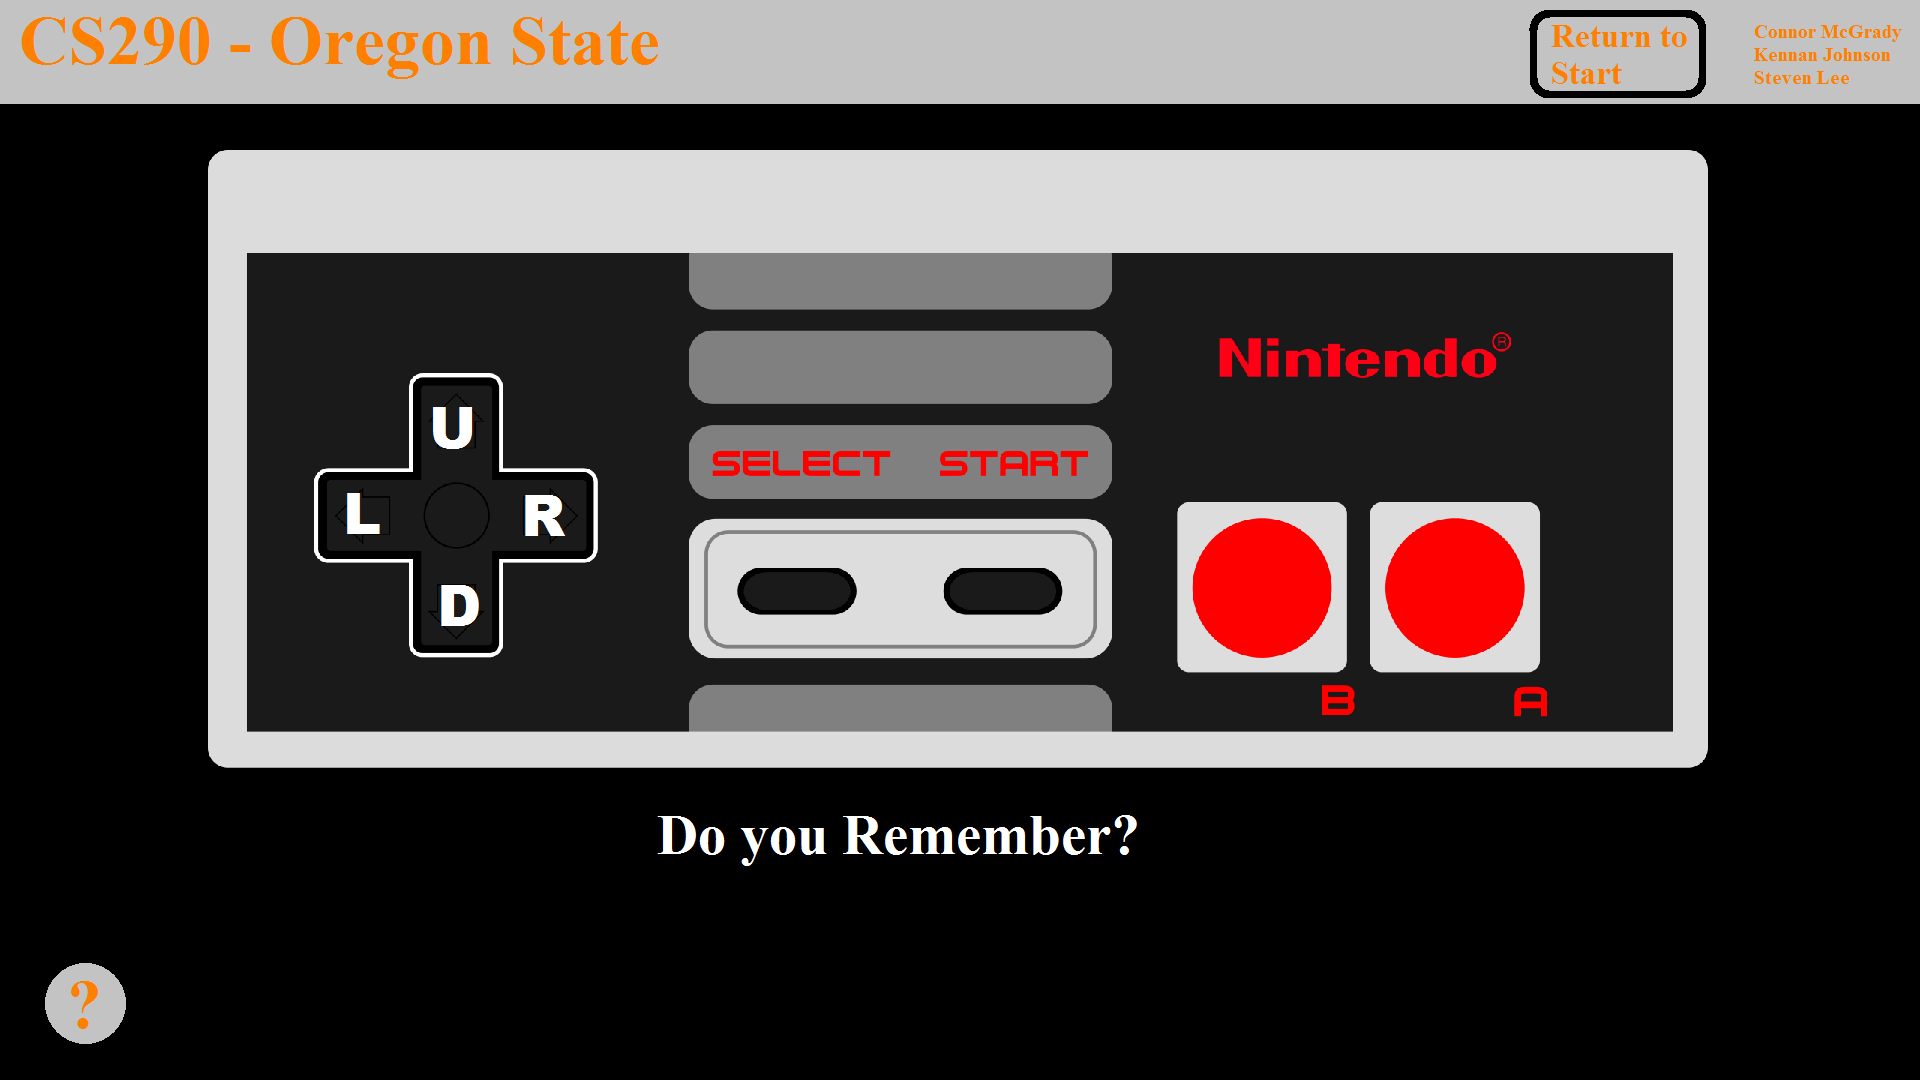 CS290 - Oregon State
Return to
Start
Connor McGrady
Kennan Johnson
Steven Lee
Nintendo®
U
SELECT START
L R
D
B A
Do you Remember?
?